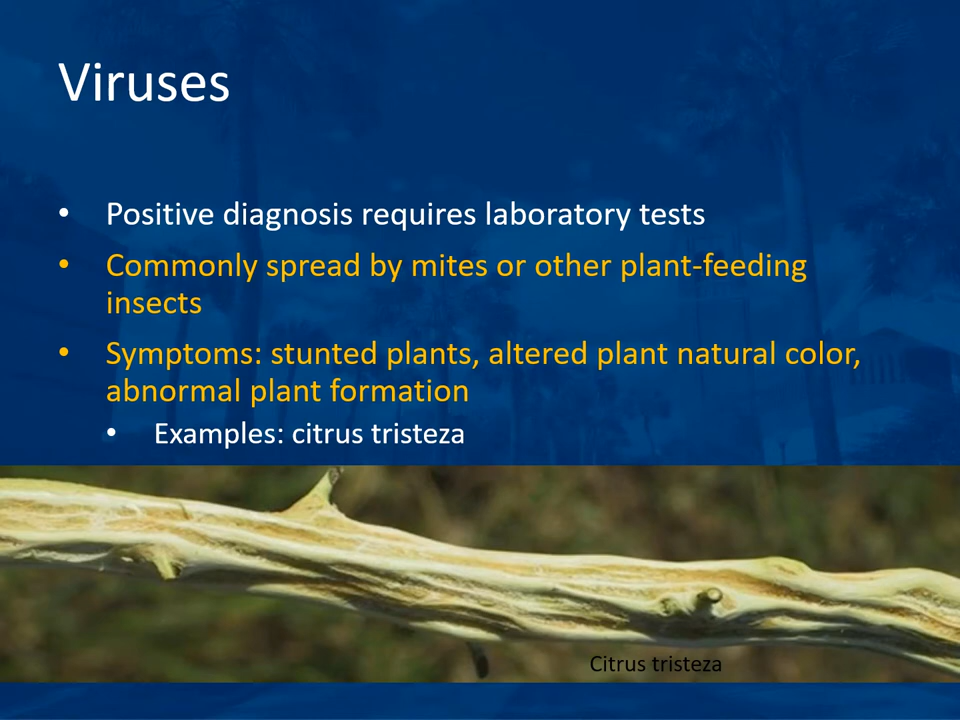 Viruses
• Positive diagnosis requires laboratory tests
• Commonly spread by mites or other plant-feeding
insects
• Symptoms: stunted plants, altered plant natural color,
abnormal plant formation
• Examples: citrus tristeza
Citrus tristeza